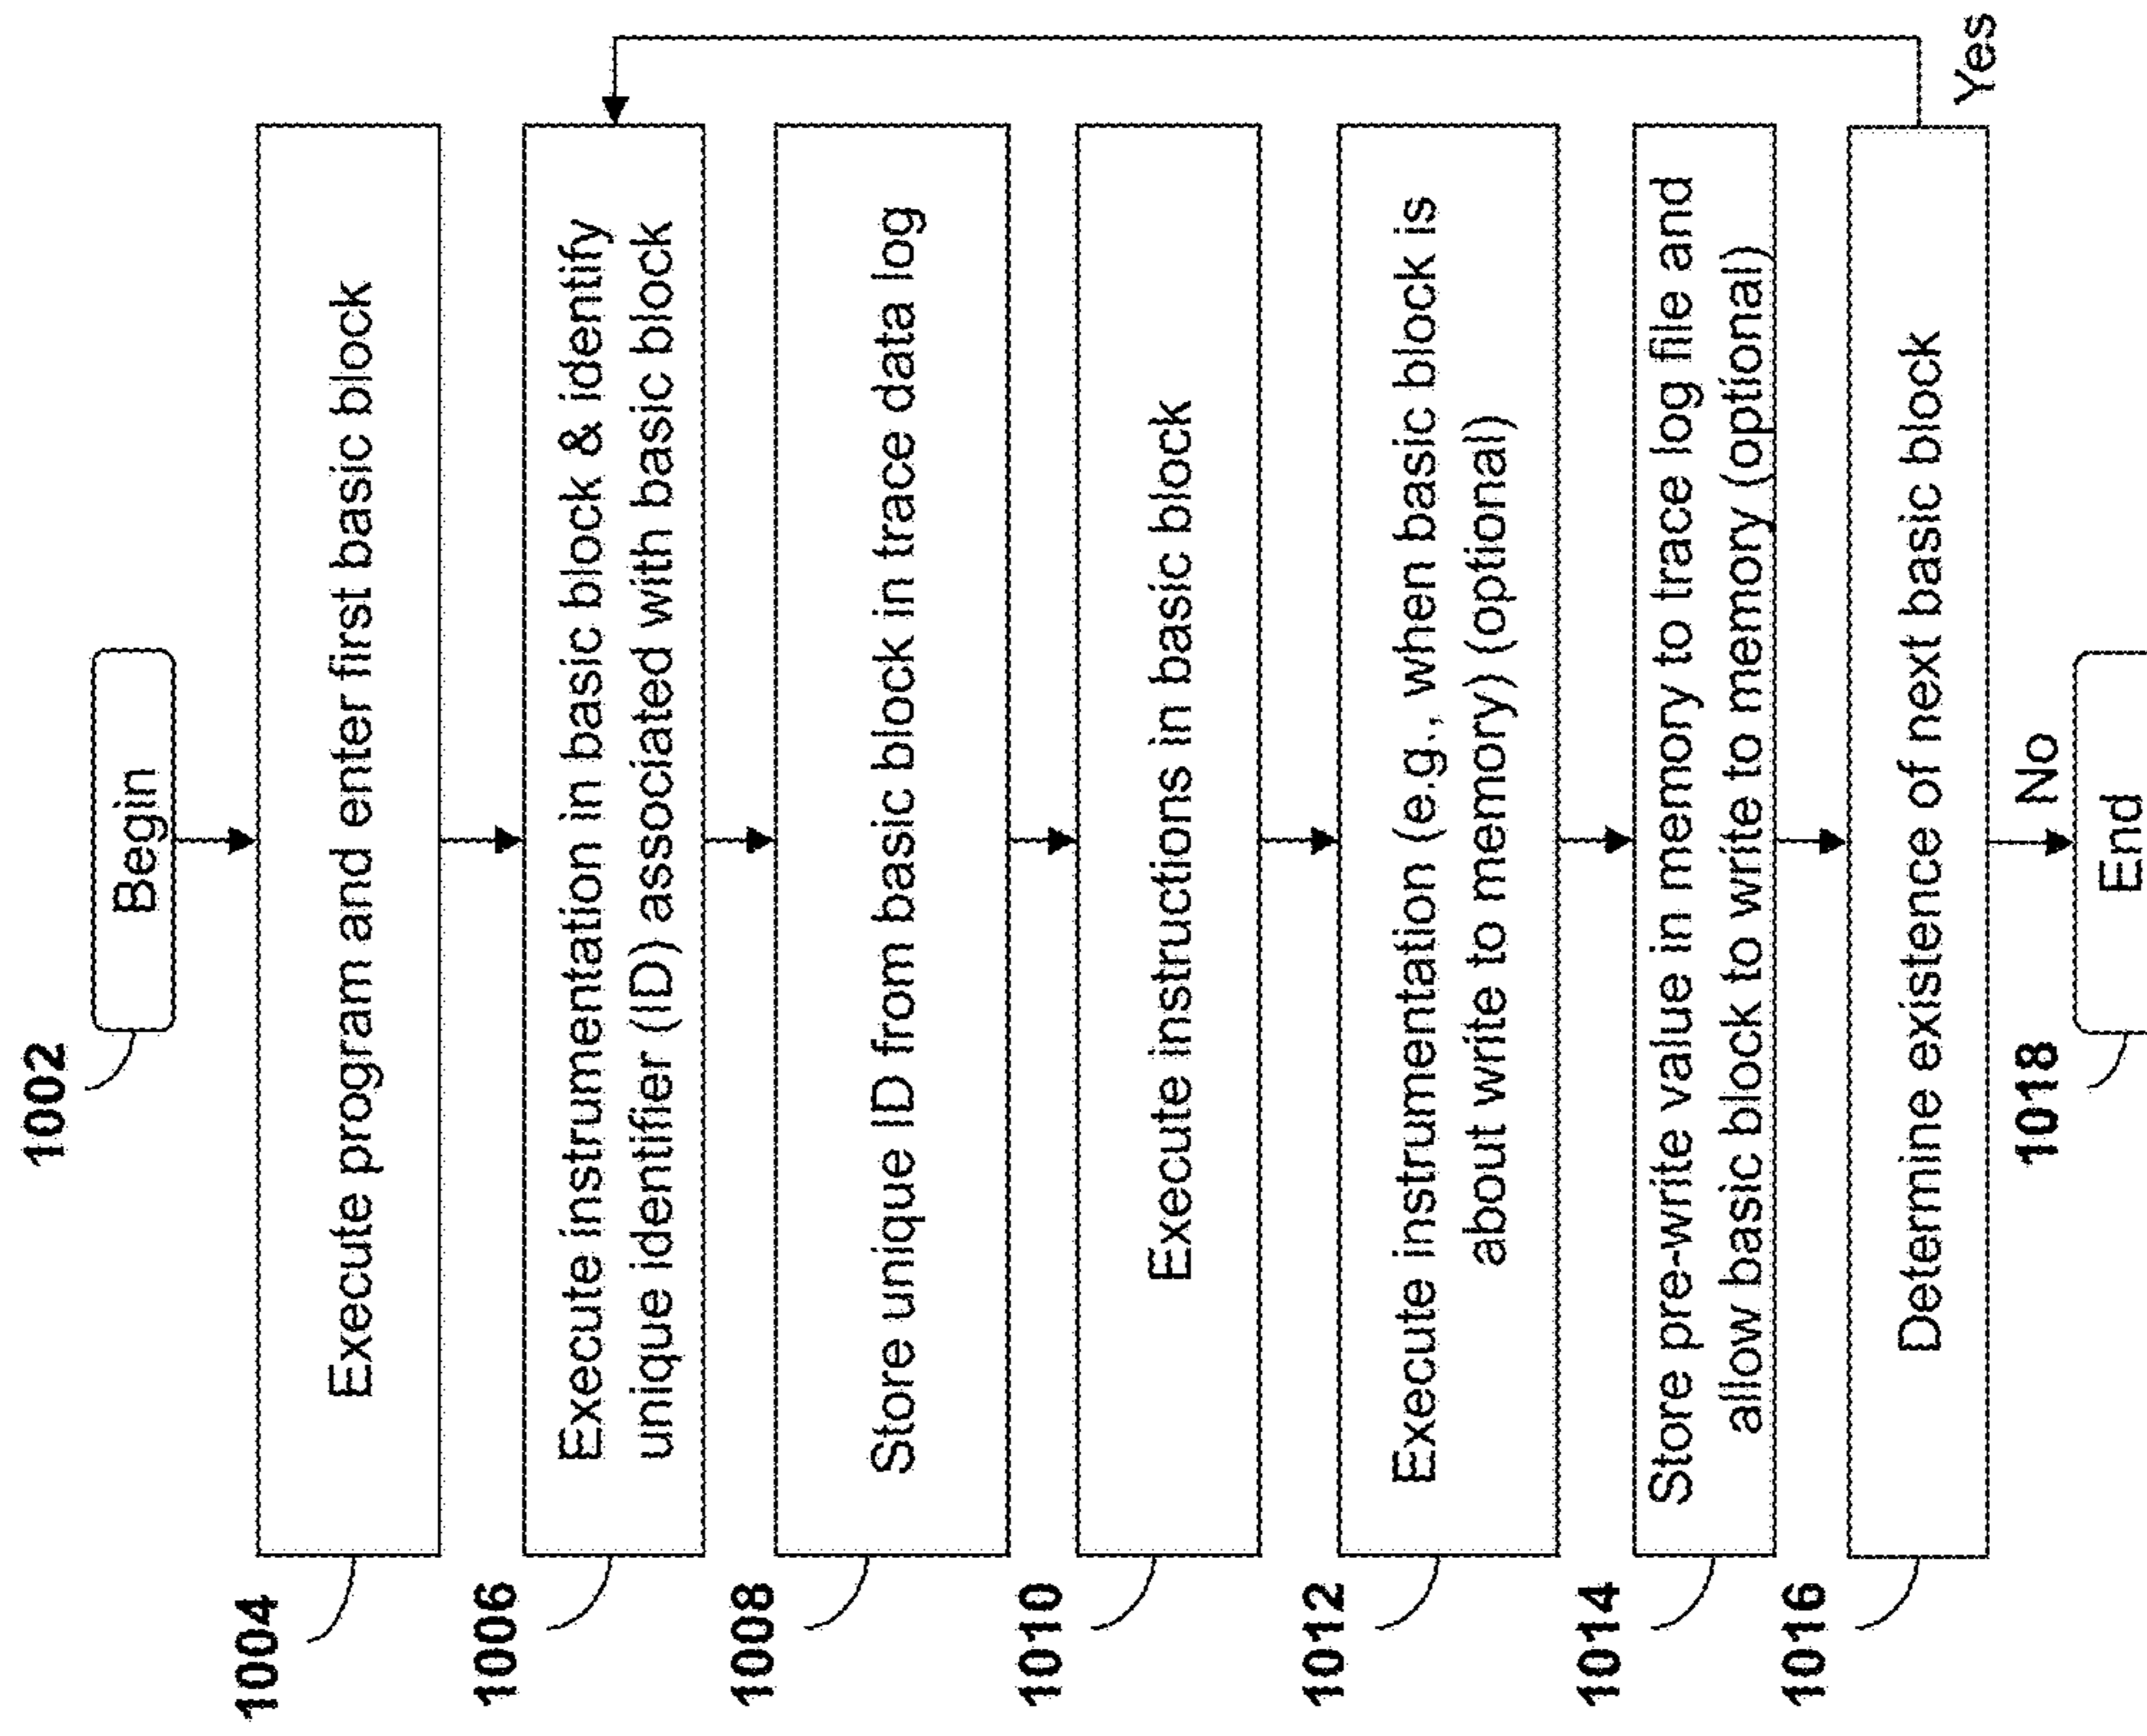 1002
Begin
1004
Execute program and enter first basic block
1006
Execute instrumentation in basic block & identify
unique identifier (ID) associated with basic block
1008
Store unique ID from basic block in trace data log
1010
Execute instructions in basic block
1012
Execute instrumentation (e.g., when basic block is
about write to memory) (optional)
1014
Store pre-write value in memory to trace log file and
allow basic block to write to memory (optional)
1016
Determine existence of next basic block
Yes
No
1018
End